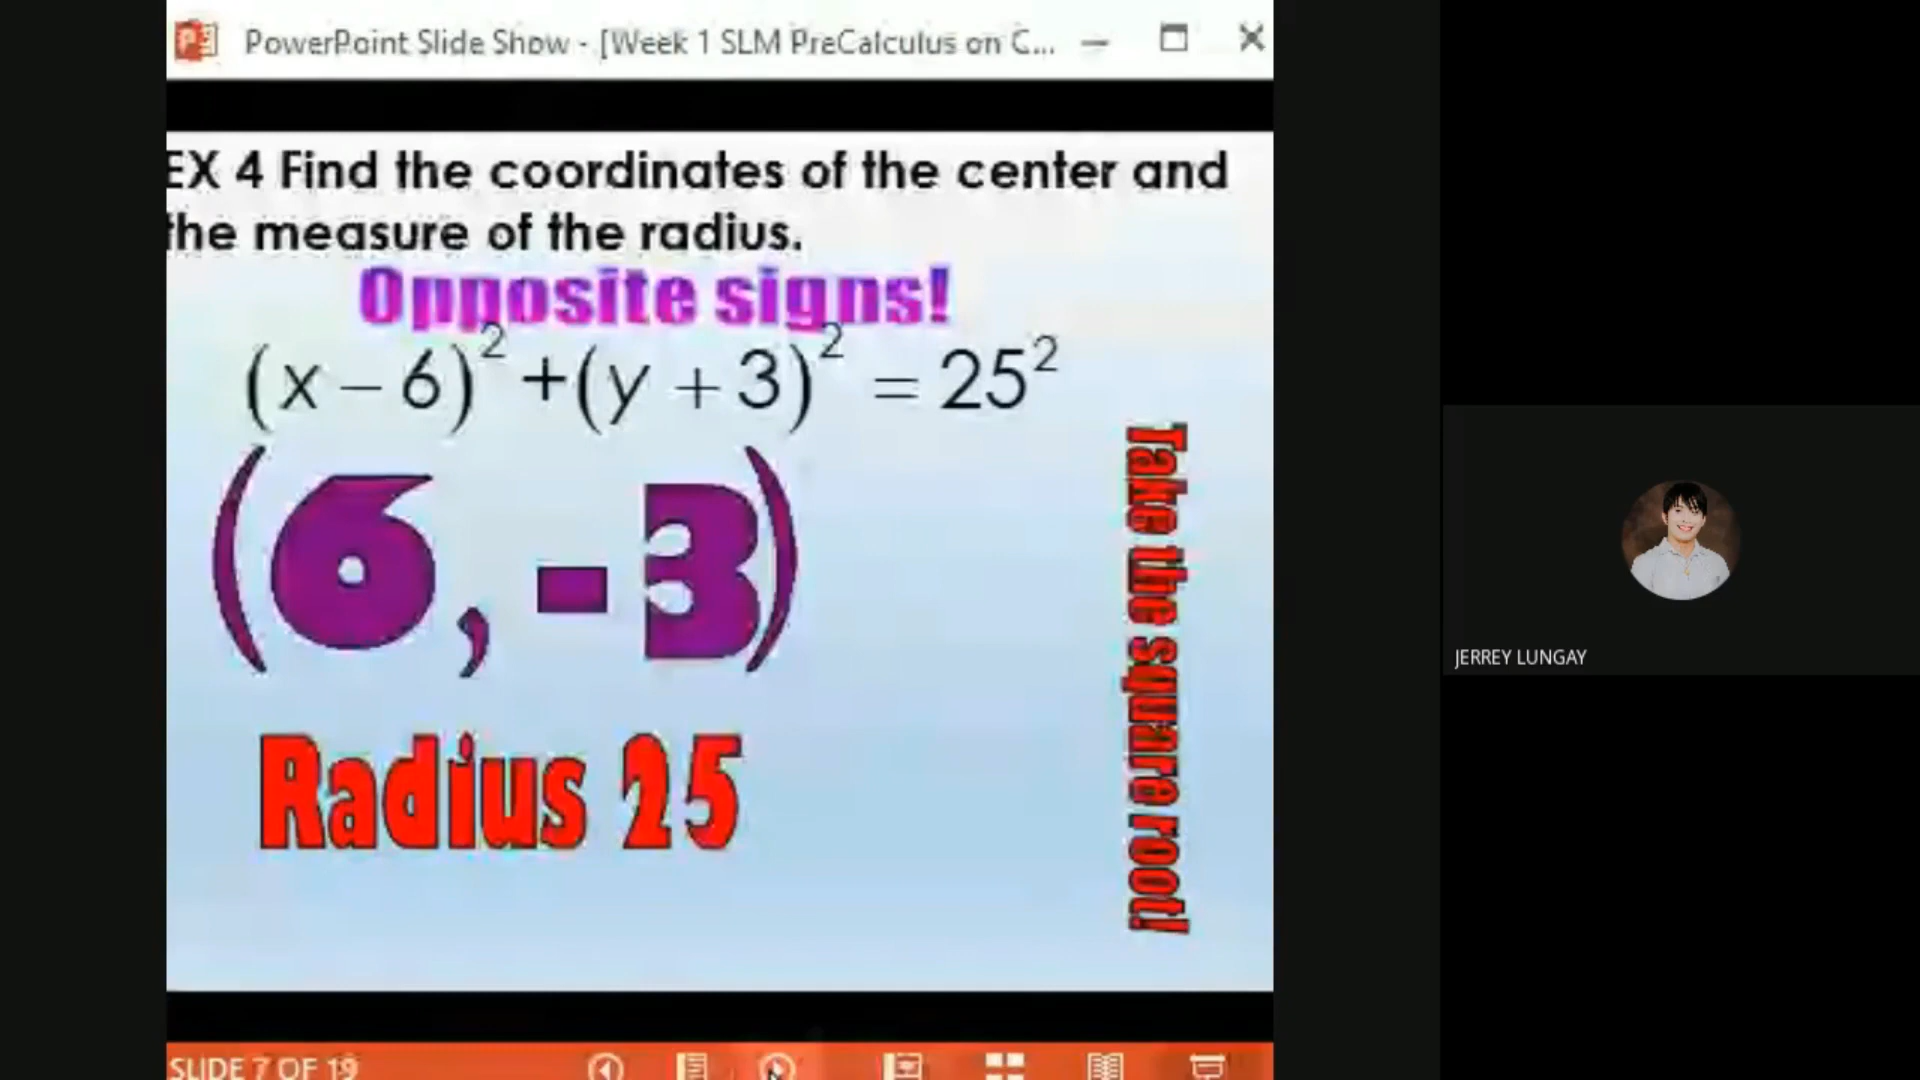 PowerPoint Slide Show - [Week 1 SLM PreCalculus on C...
EX 4 Find the coordinates of the center and
the measure of the radius.
Opposite signs!
(x – 6)² + (y + 3)² = 25²
(6, -3)
Take the square root!
Radius 25
SLIDE 7 OF 19
JERREY LUNGAY